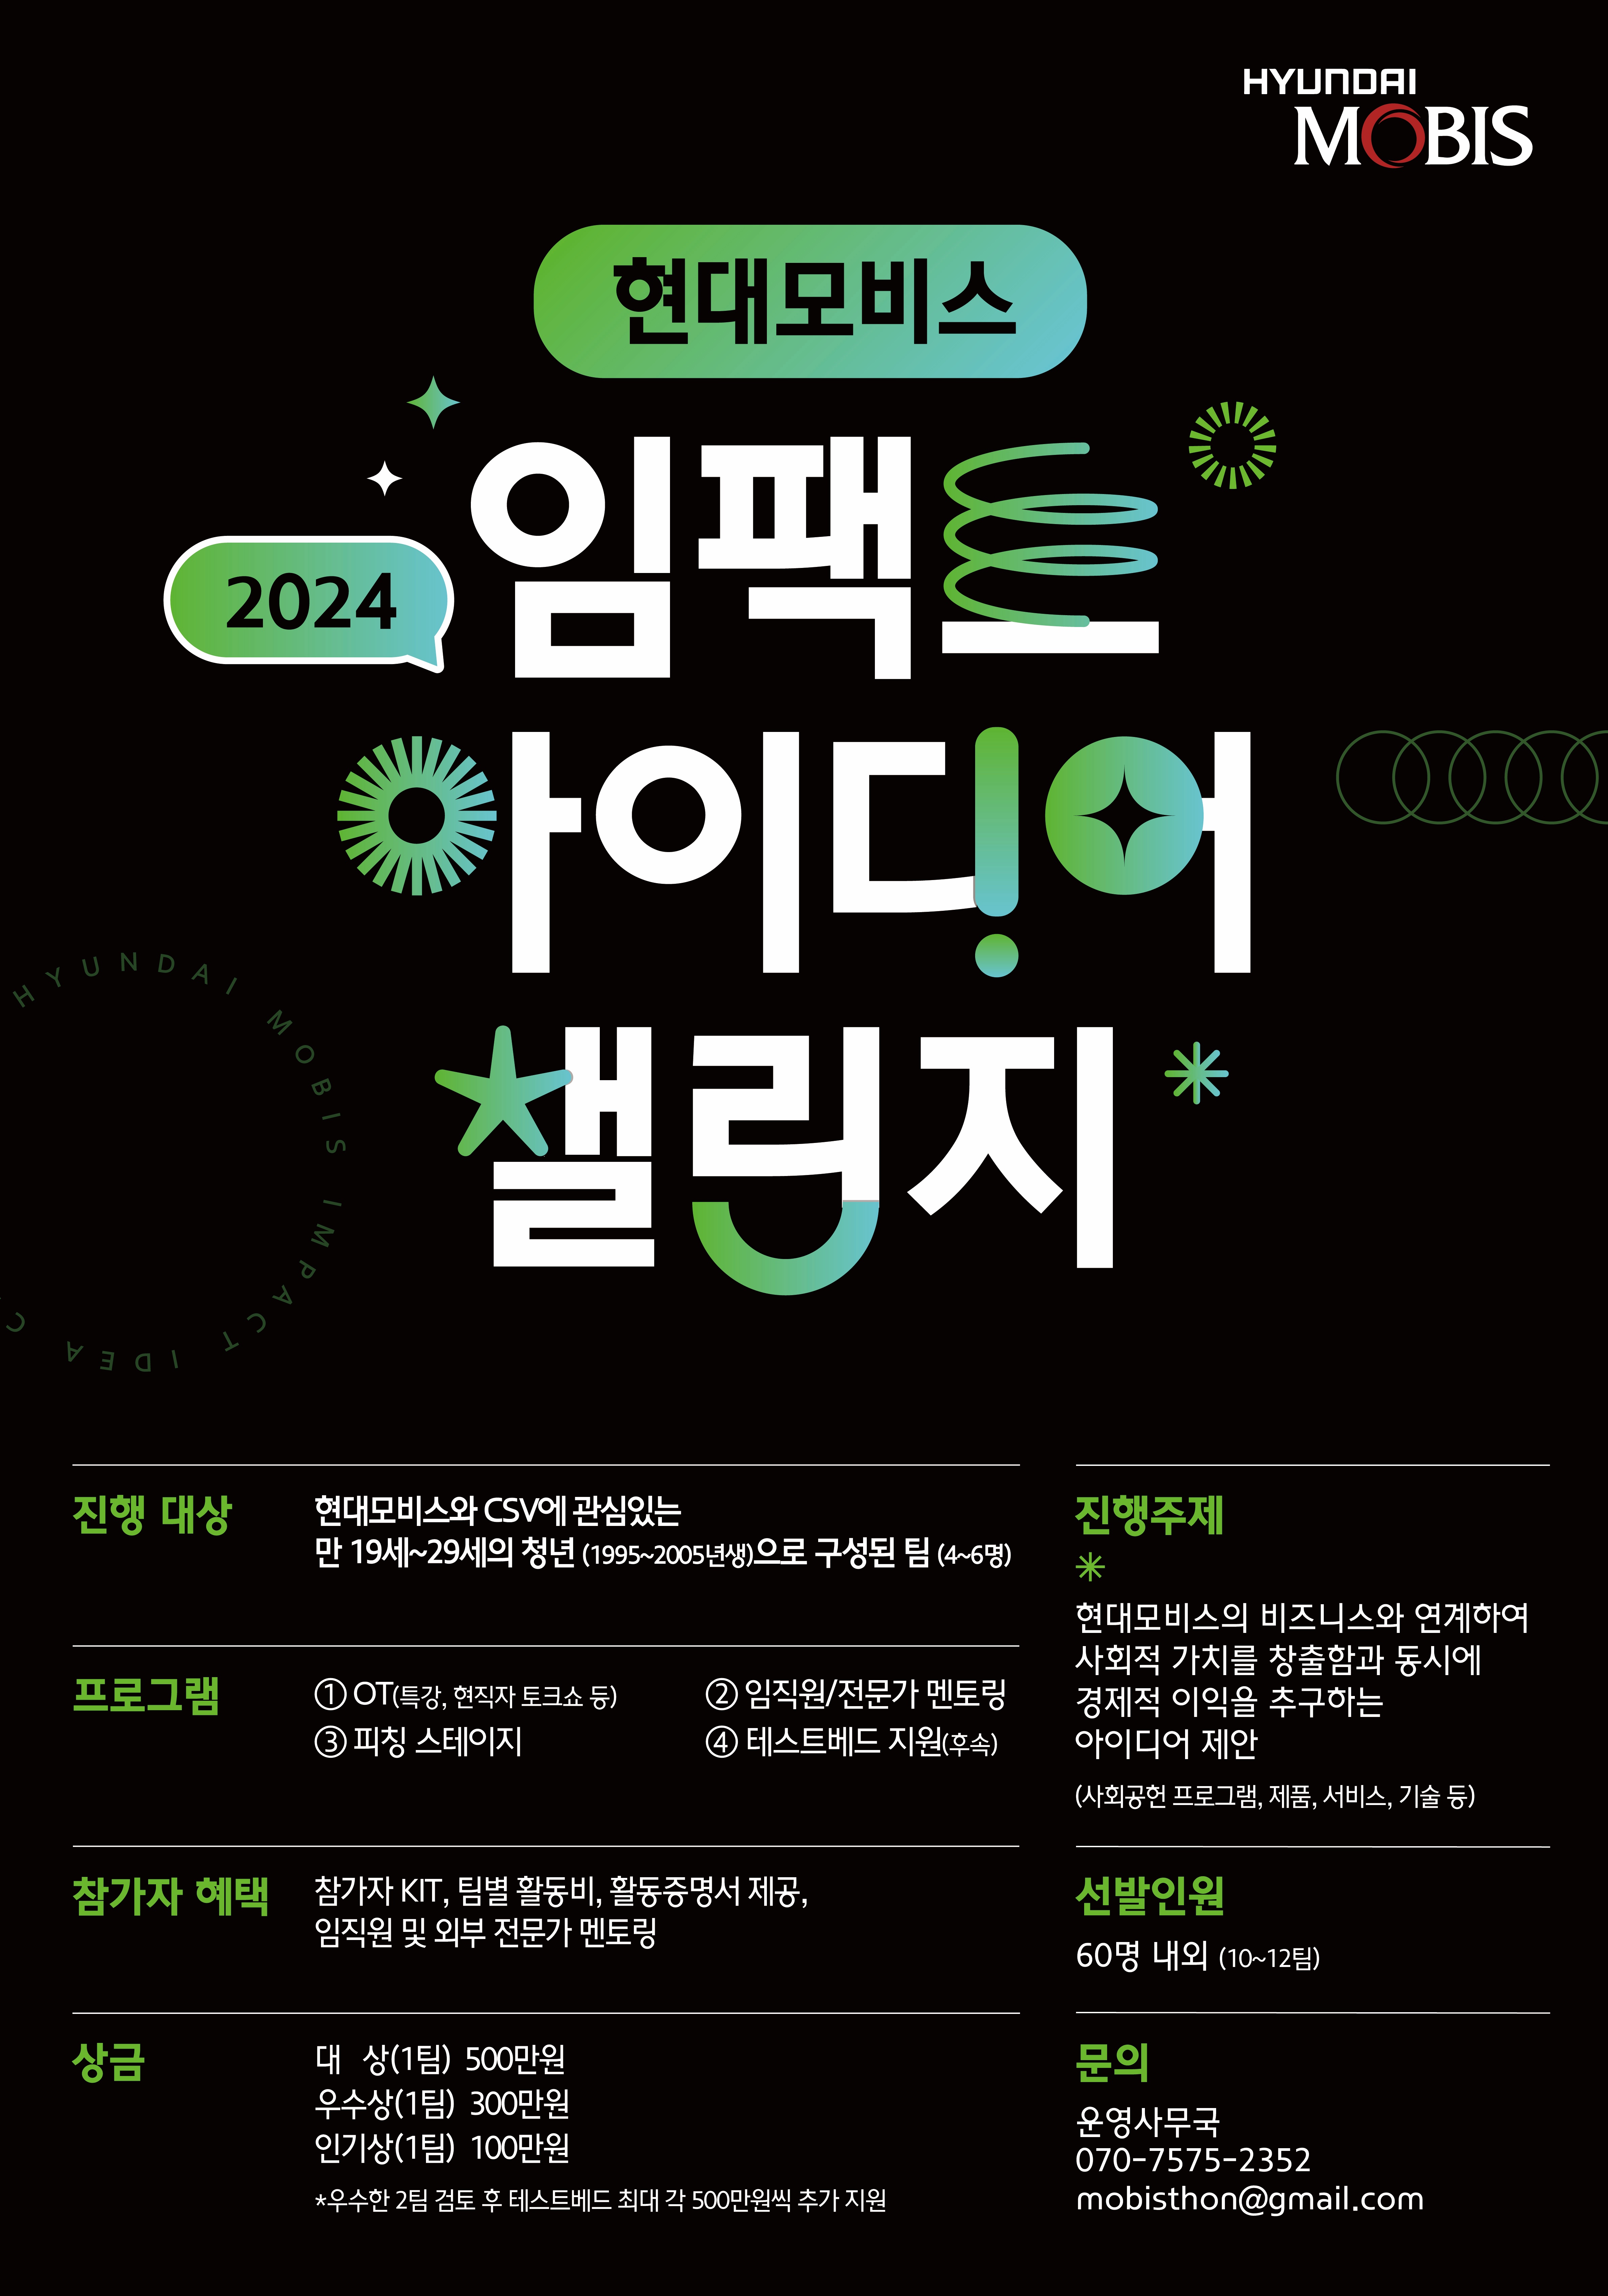 HYUNDAI
MOBIS
현대모비스
2024
임팩트
아이디어
챌린지
HYUNDAI MOBIS IMPACT IDEA C
진행 대상
현대모비스와 CSV에 관심있는
만 19세~29세의 청년 (1995~2005년생)으로 구성된 팀 (4~6명)
프로그램
① OT(특강, 현직자 토크쇼 등)
② 임직원/전문가 멘토링
③ 피칭 스테이지
④ 테스트베드 지원(후속)
참가자 혜택
참가자 KIT, 팀별 활동비, 활동증명서 제공,
임직원 및 외부 전문가 멘토링
상금
대 상(1팀) 500만원
우수상(1팀) 300만원
인기상(1팀) 100만원
*우수한 2팀 검토 후 테스트베드 최대 각 500만원씩 추가 지원
진행주제
현대모비스의 비즈니스와 연계하여
사회적 가치를 창출함과 동시에
경제적 이익을 추구하는
아이디어 제안
(사회공헌 프로그램, 제품, 서비스, 기술 등)
선발인원
60명 내외 (10~12팀)
문의
운영사무국
070-7575-2352
mobisthon@gmail.com